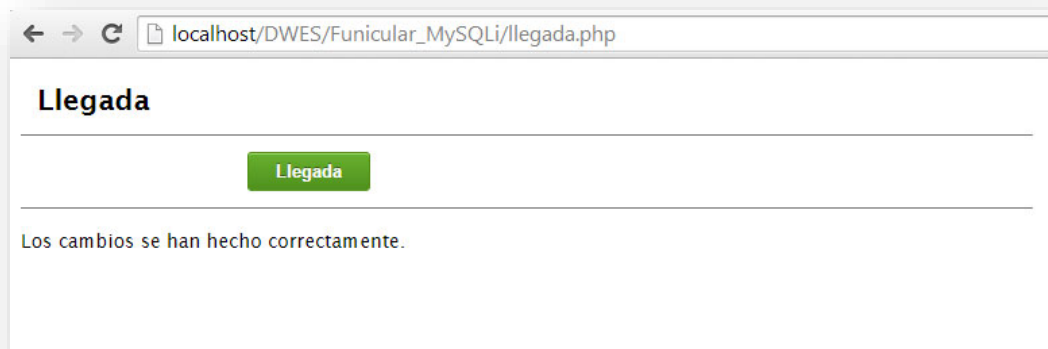 localhost/DWES/Funicular_MySQLi/llegada.php
Llegada
Llegada
Los cambios se han hecho correctamente.